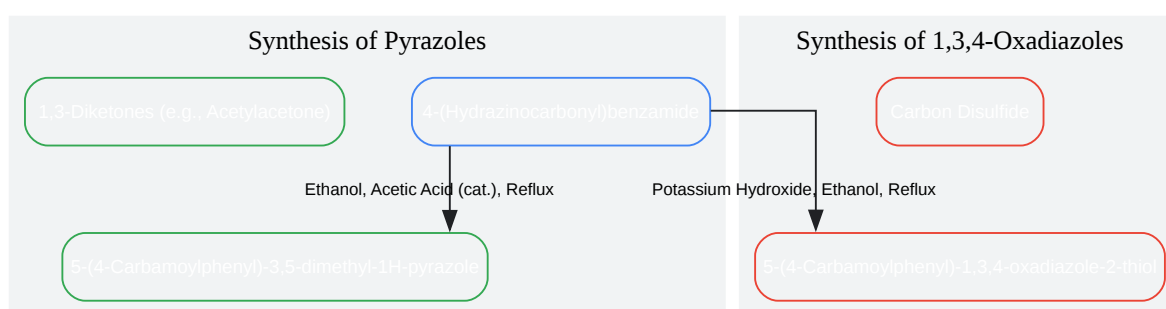 Synthesis of Pyrazoles
Synthesis of 1,3,4-Oxadiazoles
1,3-Diketones (e.g., Acetylacetone)
4-(Hydrazinocarbonyl)benzamide
Carbon Disulfide
Ethanol, Acetic Acid (cat.), Reflux
Potassium Hydroxide, Ethanol, Reflux
5-(4-Carbamoylphenyl)-3,5-dimethyl-1H-pyrazole
5-(4-Carbamoylphenyl)-1,3,4-oxadiazole-2-thiol